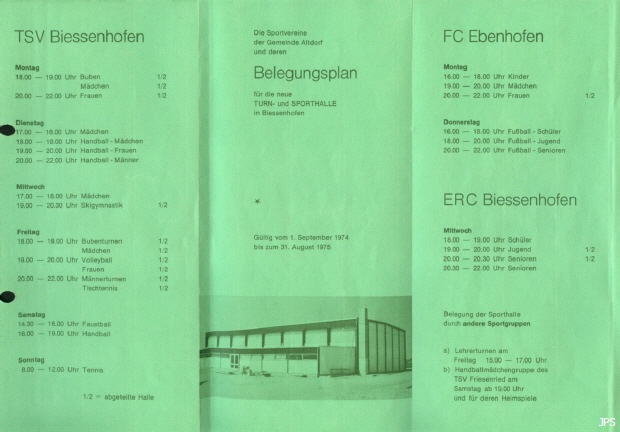 TSV Biessenhofen
Montag
18.00 — 19.00 Uhr Buben 1/2
Mädchen 1/2
20.00 — 22.00 Uhr Frauen 1/2
Dienstag
17.00 — 18.00 Uhr Mädchen
18.00 — 19.00 Uhr Handball - Mädchen
19.00 — 20.00 Uhr Handball - Frauen
20.00 — 22.00 Uhr Handball - Männer
Mittwoch
17.00 — 18.00 Uhr Mädchen
19.00 — 20.30 Uhr Skigymnastik 1/2
Freitag
18.00 — 19.00 Uhr Bubenturnen 1/2
Mädchen 1/2
19.00 — 20.00 Uhr Volleyball 1/2
Frauen 1/2
20.00 — 22.00 Uhr Männerturnen 1/2
Tischtennis 1/2
Samstag
14.30 — 16.00 Uhr Faustball
16.00 — 19.00 Uhr Handball
Sonntag
8.00 — 12.00 Uhr Tennis
1/2 = abgeteilte Halle
Die Sportvereine
der Gemeinde Altdorf
und deren
Belegungsplan
für die neue
TURN- und SPORTHALLE
in Biessenhofen
*
Gültig vom 1. September 1974
bis zum 31. August 1975
FC Ebenhofen
Montag
16.00 — 18.00 Uhr Kinder
19.00 — 20.00 Uhr Mädchen
20.00 — 22.00 Uhr Frauen 1/2
Donnerstag
16.00 — 18.00 Uhr Fußball - Schüler
18.00 — 20.00 Uhr Fußball - Jugend
20.00 — 22.00 Uhr Fußball - Senioren
ERC Biessenhofen
Mittwoch
18.00 — 19.00 Uhr Schüler
19.00 — 20.00 Uhr Jugend 1/2
20.00 — 20.30 Uhr Senioren 1/2
20.30 — 22.00 Uhr Senioren
Belegung der Sporthalle
durch andere Sportgruppen
a) Lehrerturnen am
Freitag 15.00 — 17.00 Uhr
b) Handballmädchengruppe des
TSV Friesenried am
Samstag ab 19.00 Uhr
und für deren Heimspiele
JPS